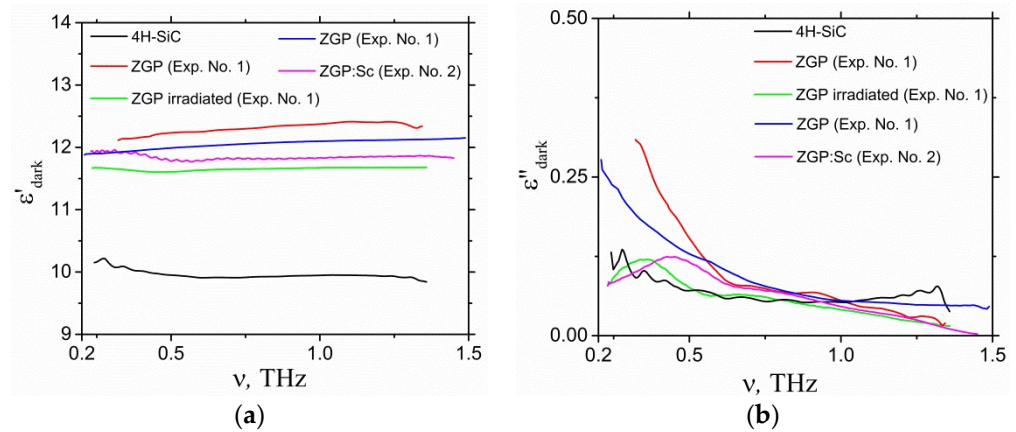 14
13
12
11
10
9
ε'dark
4H-SiC
ZGP (Exp. No. 1)
ZGP (Exp. No. 1)
ZGP:Sc (Exp. No. 2)
ZGP irradiated (Exp. No. 1)
0.2 0.5 1.0 1.5
ν, THz
(a)
0.50
0.25
0.00
ε''dark
4H-SiC
ZGP (Exp. No. 1)
ZGP irradiated (Exp. No. 1)
ZGP (Exp. No. 1)
ZGP:Sc (Exp. No. 2)
0.2 0.5 1.0 1.5
ν, THz
(b)